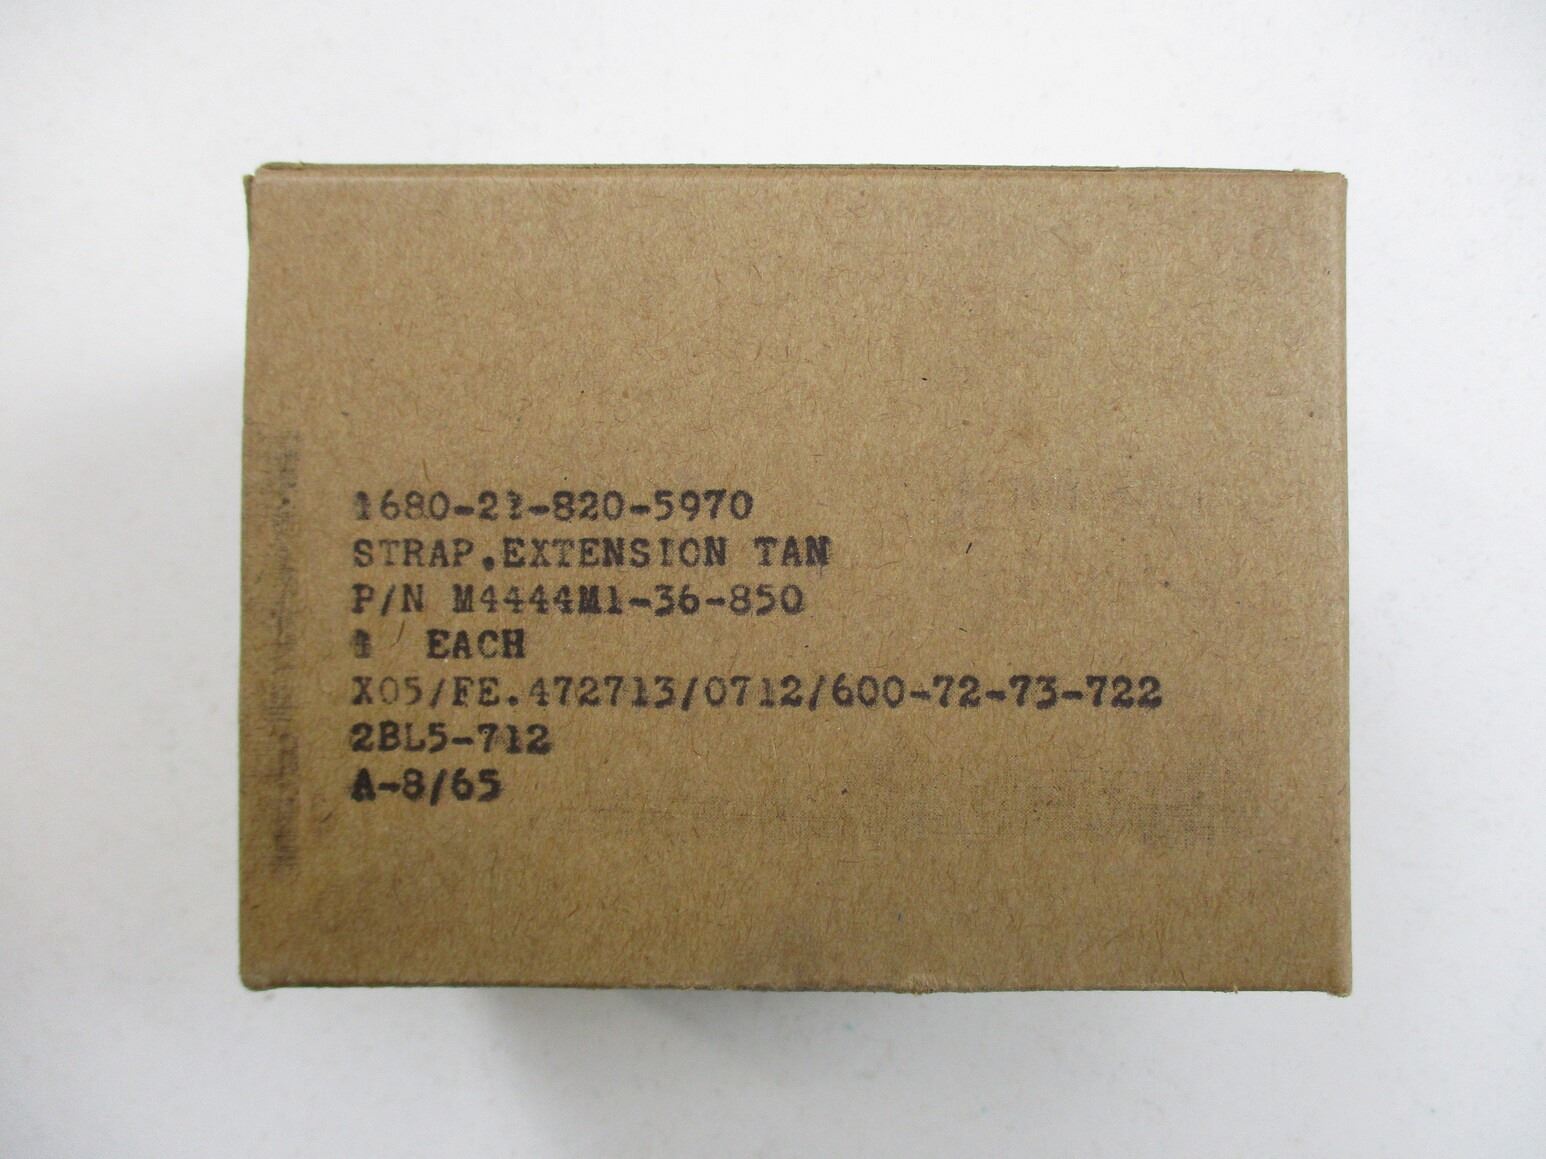 1680-21-820-5970
STRAP,EXTENSION TAN
P/N M4444M1-36-850
1 EACH
X05/FE.472713/0712/600-72-73-722
2BL5-712
A-8/65